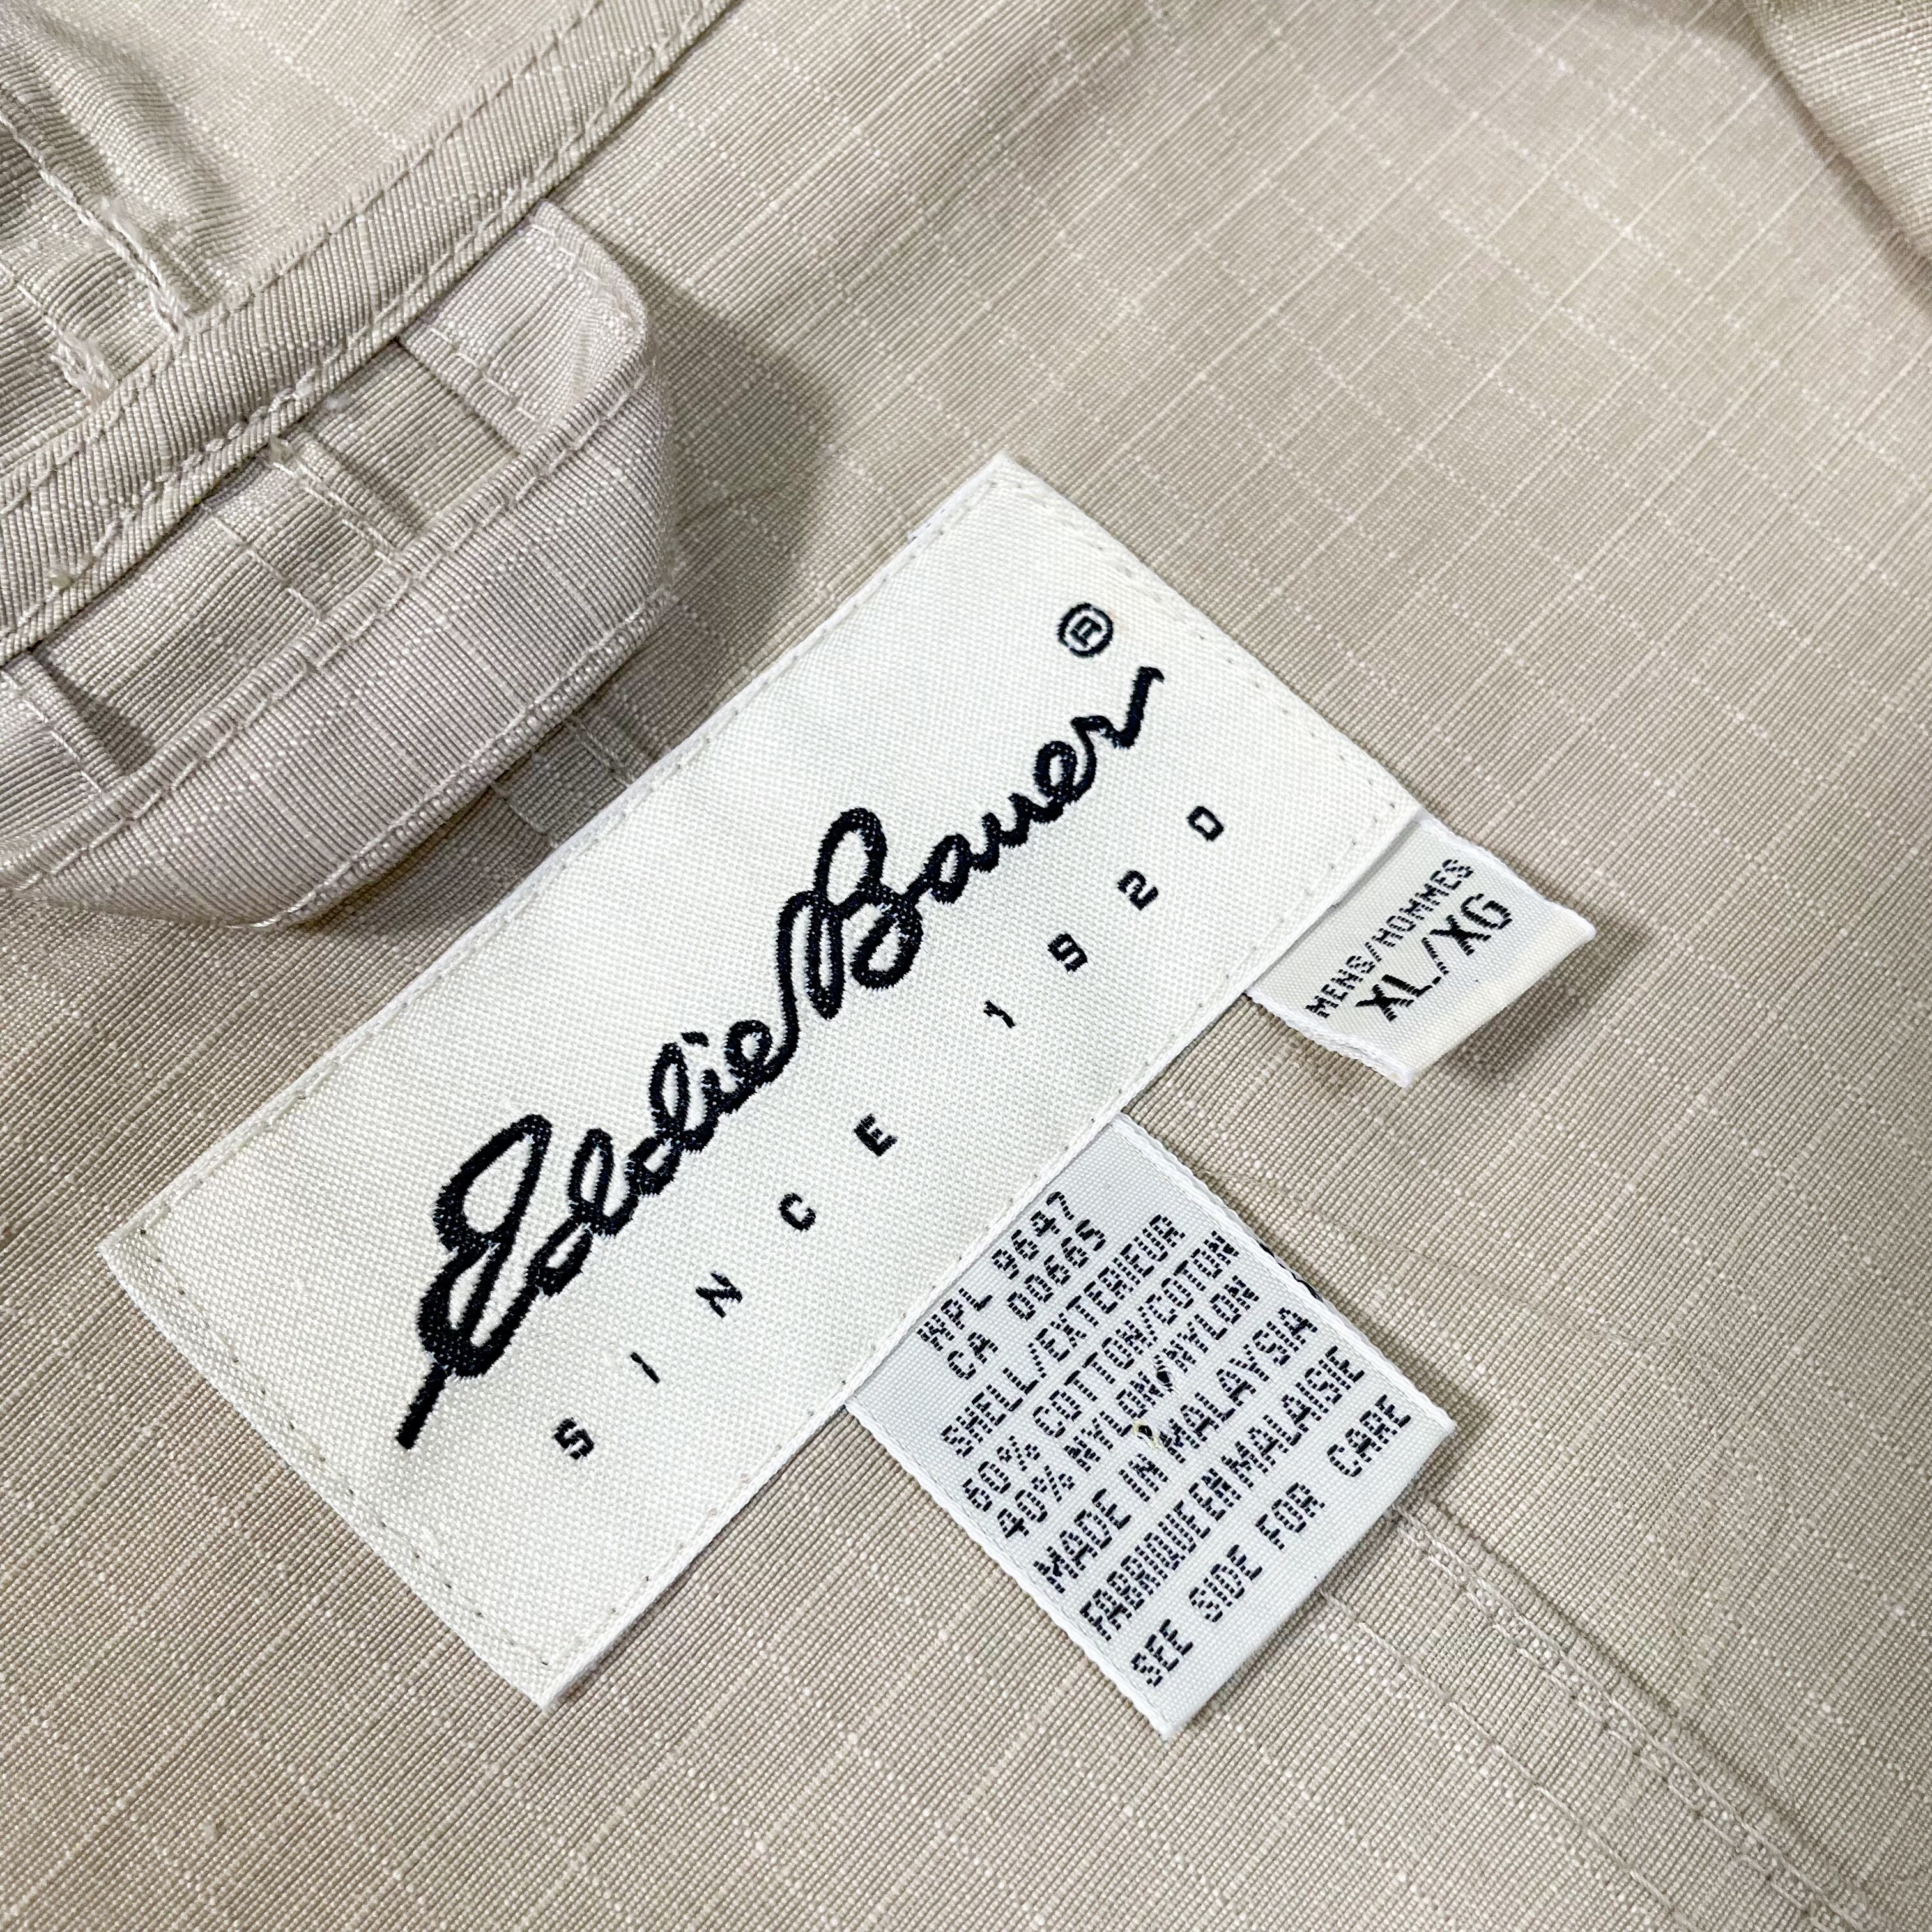 Eddie Bauer®
SINCE 1920
MENS/HOMMES
XL/XG
WPL 9647
CA 00665
SHELL/EXTERIEUR
60% COTTON/COTON
40% NYLON/NYLON
MADE IN MALAYSIA
FABRIQUE EN MALAISIE
SEE SIDE FOR CARE